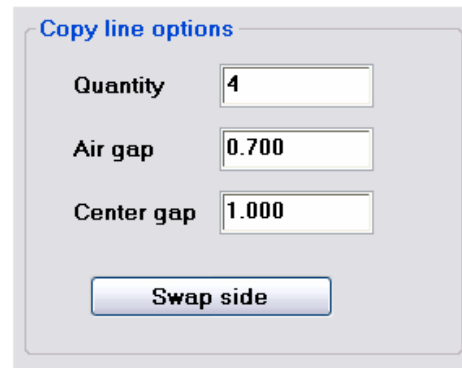 Copy line options
Quantity 4
Air gap 0.700
Center gap 1.000
Swap side